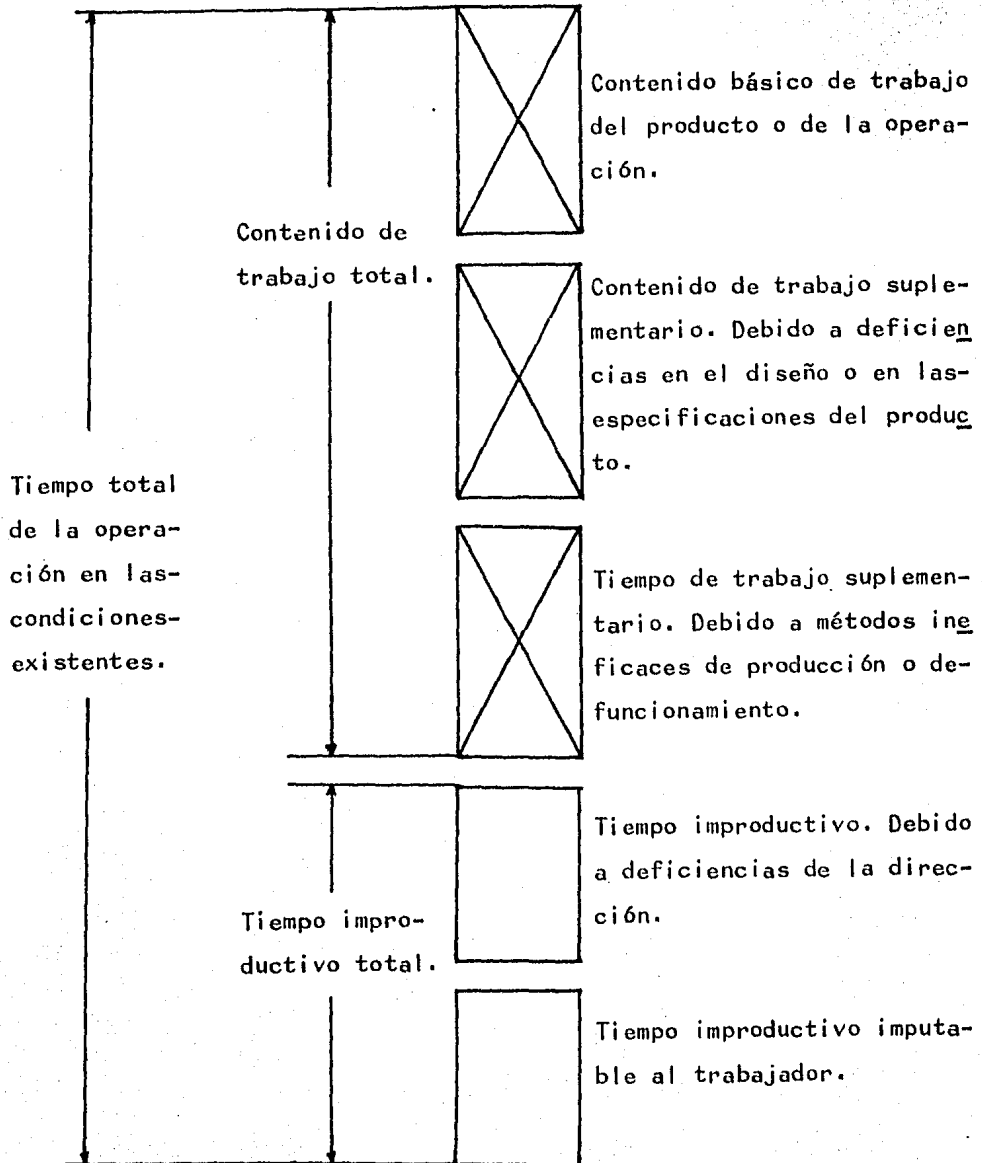 Contenido básico de trabajo
del producto o de la opera-
ción.
Contenido de
trabajo total.
Contenido de trabajo suple-
mentario. Debido a deficien
cias en el diseño o en las-
especificaciones del produc
to.
Tiempo total
de la opera-
ción en las-
condiciones-
existentes.
Tiempo de trabajo suplemen-
tario. Debido a métodos ine
ficaces de producción o de-
funcionamiento.
Tiempo improductivo. Debido
a deficiencias de la direc-
ción.
Tiempo impro-
ductivo total.
Tiempo improductivo imputa-
ble al trabajador.